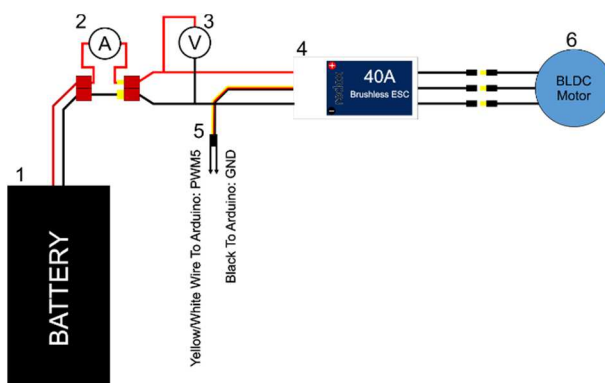 2
3
A
V
4
6
40A
Brushless ESC
BLDC
Motor
5
1
BATTERY
Yellow/White Wire To Arduino: PWM5
Black To Arduino: GND